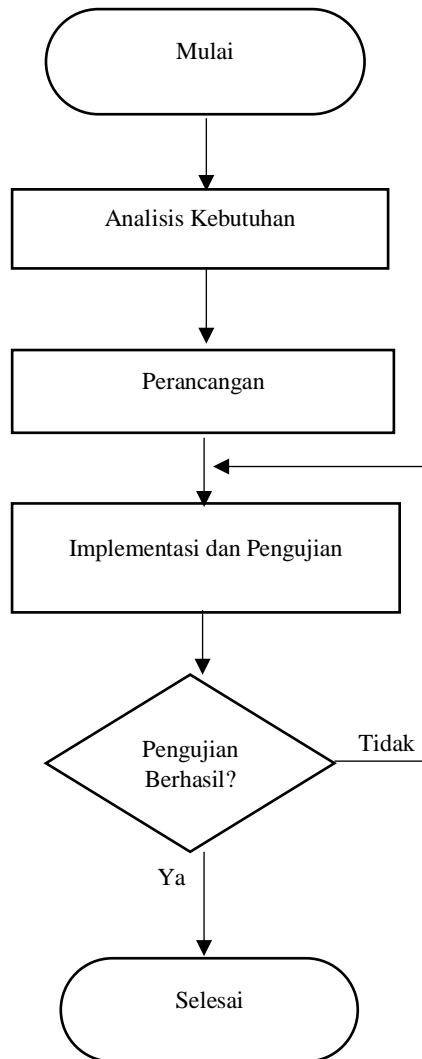 Mulai
Analisis Kebutuhan
Perancangan
Implementasi dan Pengujian
Pengujian
Berhasil?
Tidak
Ya
Selesai